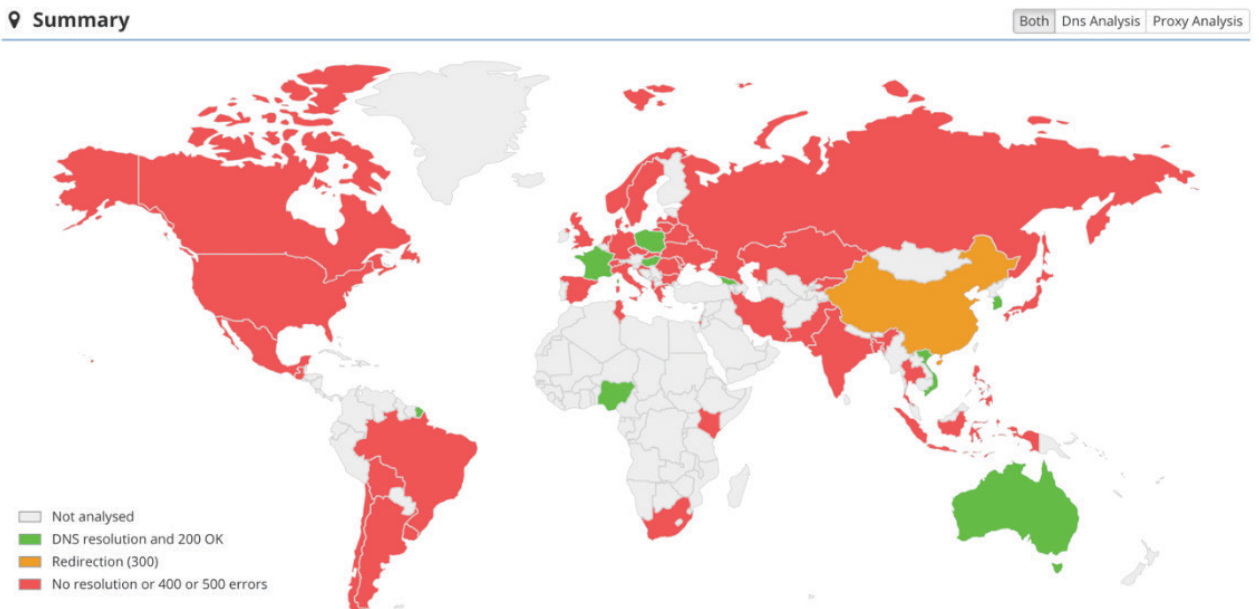 Summary
Both Dns Analysis Proxy Analysis
Not analysed
DNS resolution and 200 OK
Redirection (300)
No resolution or 400 or 500 errors